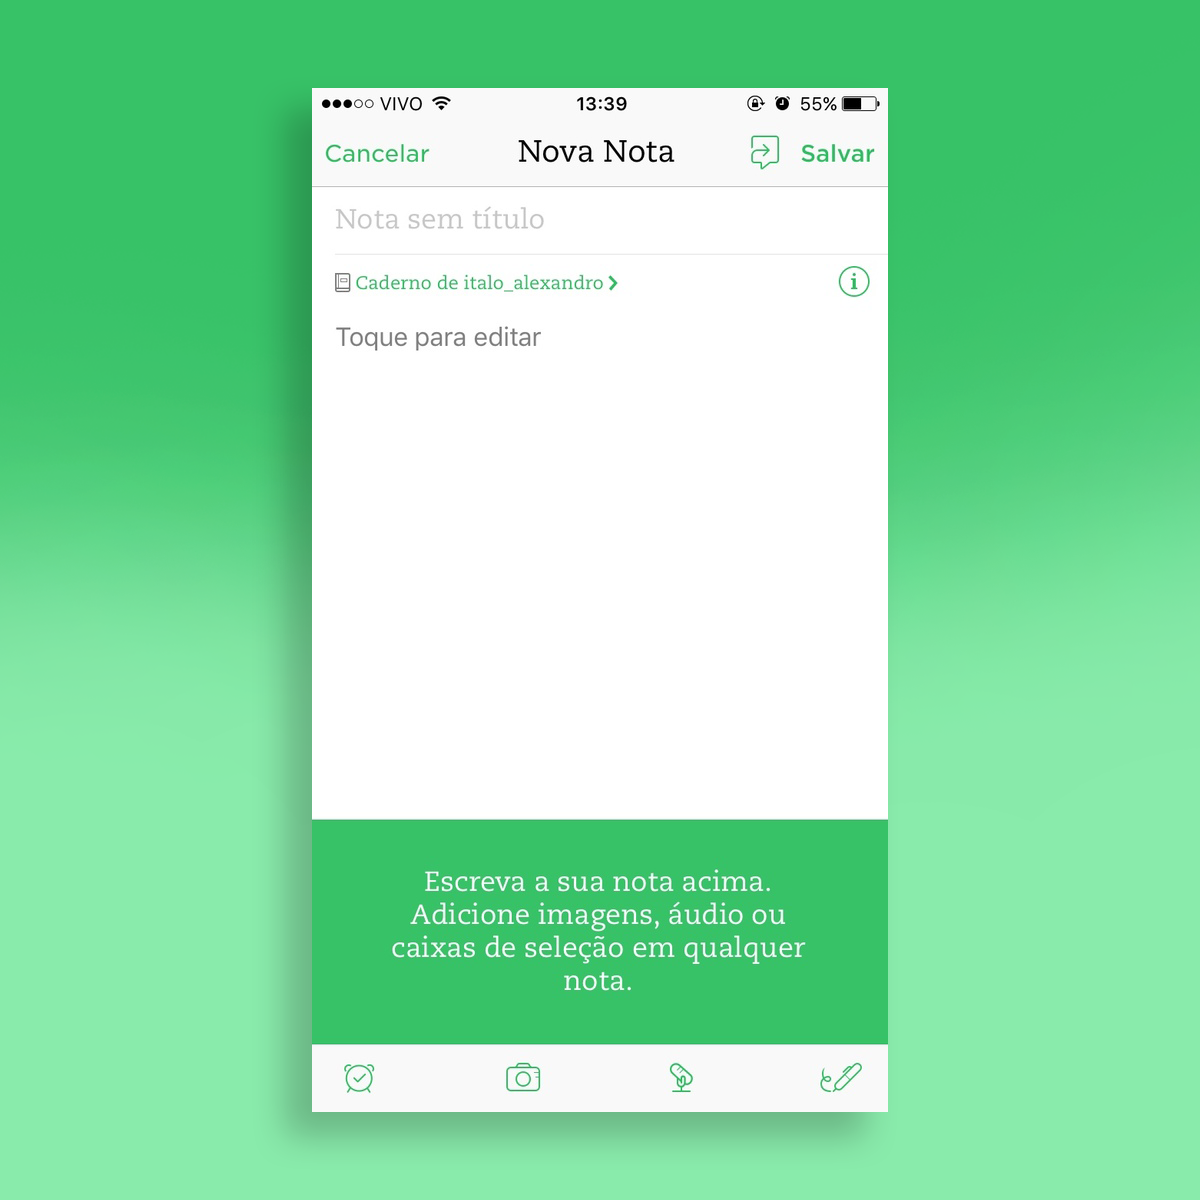 VIVO 13:39 55%
Cancelar Nova Nota Salvar
Nota sem título
Caderno de italo_alexandro
Toque para editar
Escreva a sua nota acima.
Adicione imagens, áudio ou
caixas de seleção em qualquer
nota.